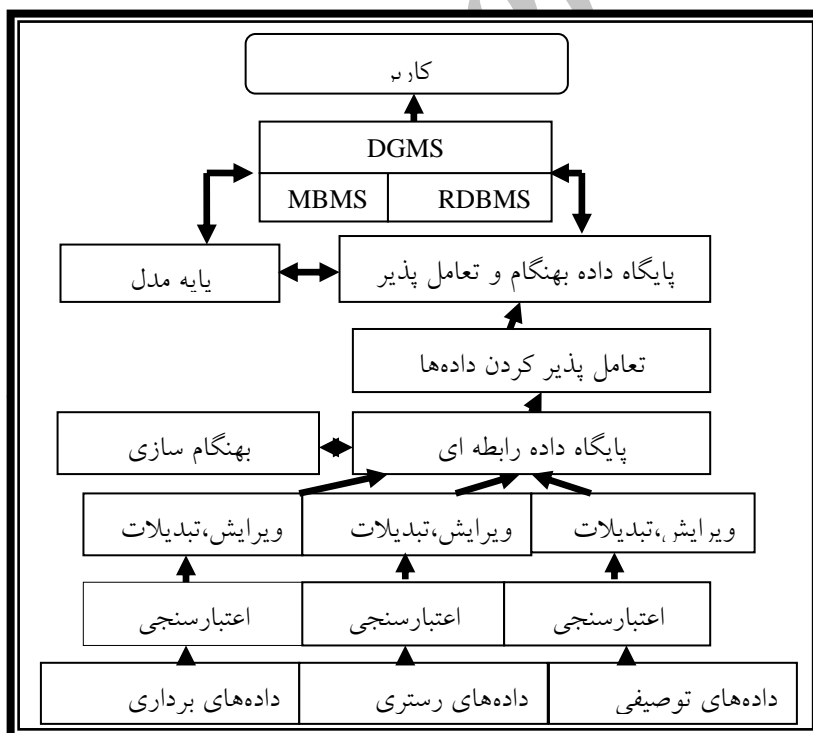 کاربر
DGMS
MBMS RDBMS
پایگاه داده بهنگام و تعامل پذیر
پایه مدل
تعامل پذیر کردن داده‌ها
پایگاه داده رابطه ای
بهنگام سازی
ویرایش،تبدیلات ویرایش،تبدیلات ویرایش،تبدیلات
اعتبارسنجی اعتبارسنجی اعتبارسنجی
داده‌های توصیفی داده‌های رستری داده‌های برداری